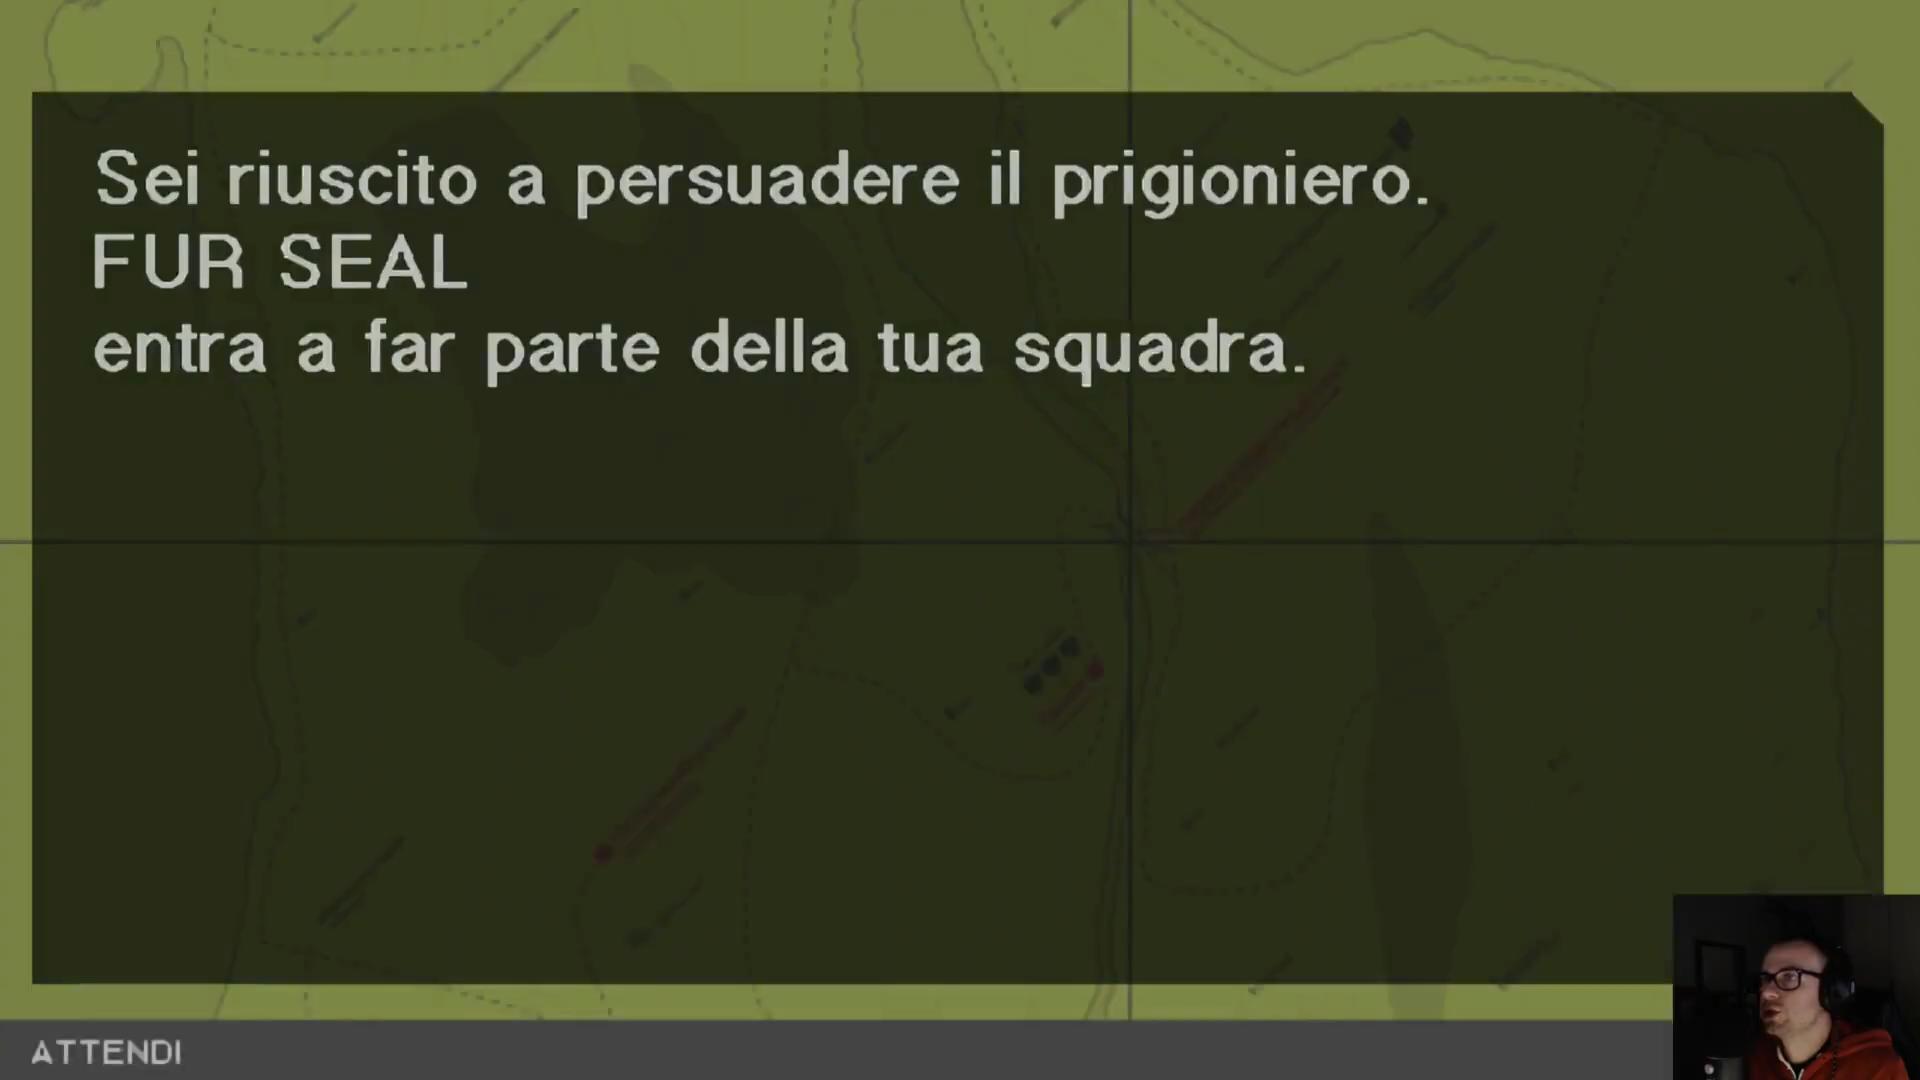 Sei riuscito a persuadere il prigioniero.
FUR SEAL
entra a far parte della tua squadra.
ATTENDI